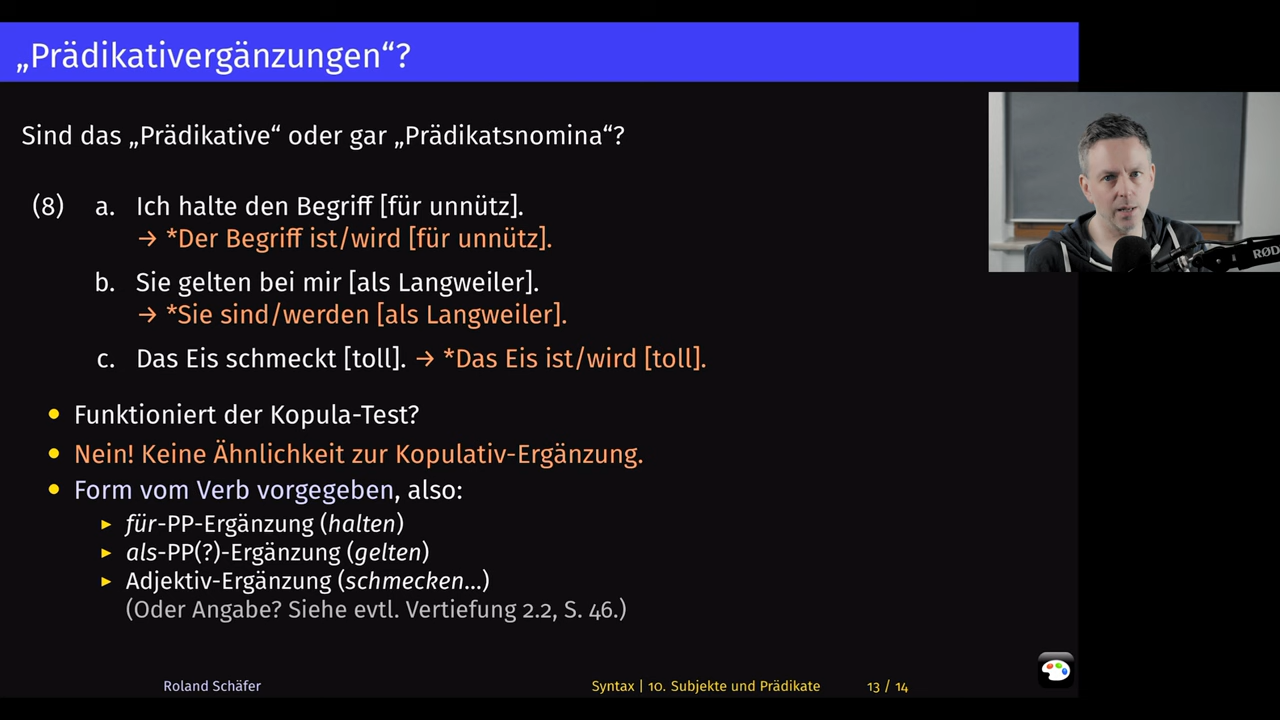 „Prädikativergänzungen“?
Sind das „Prädikative“ oder gar „Prädikatsnomina“?
(8) a. Ich halte den Begriff [für unnütz].
→ *Der Begriff ist/wird [für unnütz].
b. Sie gelten bei mir [als Langweiler].
→ *Sie sind/werden [als Langweiler].
c. Das Eis schmeckt [toll]. → *Das Eis ist/wird [toll].
• Funktioniert der Kopula-Test?
• Nein! Keine Ähnlichkeit zur Kopulativ-Ergänzung.
• Form vom Verb vorgegeben, also:
▸ für-PP-Ergänzung (halten)
▸ als-PP(?)-Ergänzung (gelten)
▸ Adjektiv-Ergänzung (schmecken...)
(Oder Angabe? Siehe evtl. Vertiefung 2.2, S. 46.)
Roland Schäfer Syntax | 10. Subjekte und Prädikate 13 / 14
RØD